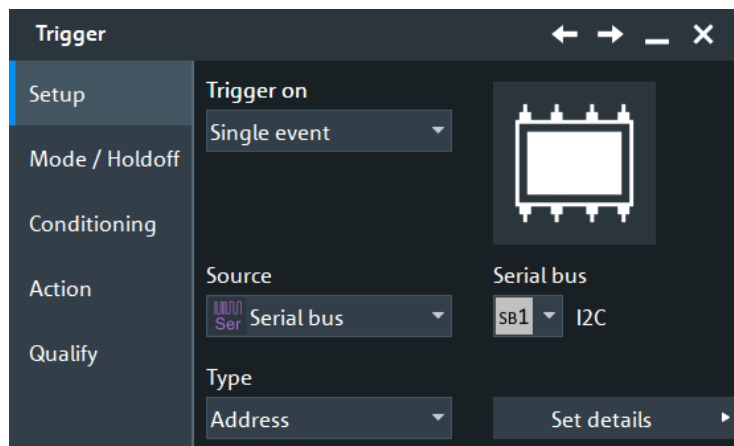 Trigger
Setup
Mode / Holdoff
Conditioning
Action
Qualify
Trigger on
Single event
Source
Serial bus
Ser Serial bus
SB1 I2C
Type
Address
Set details